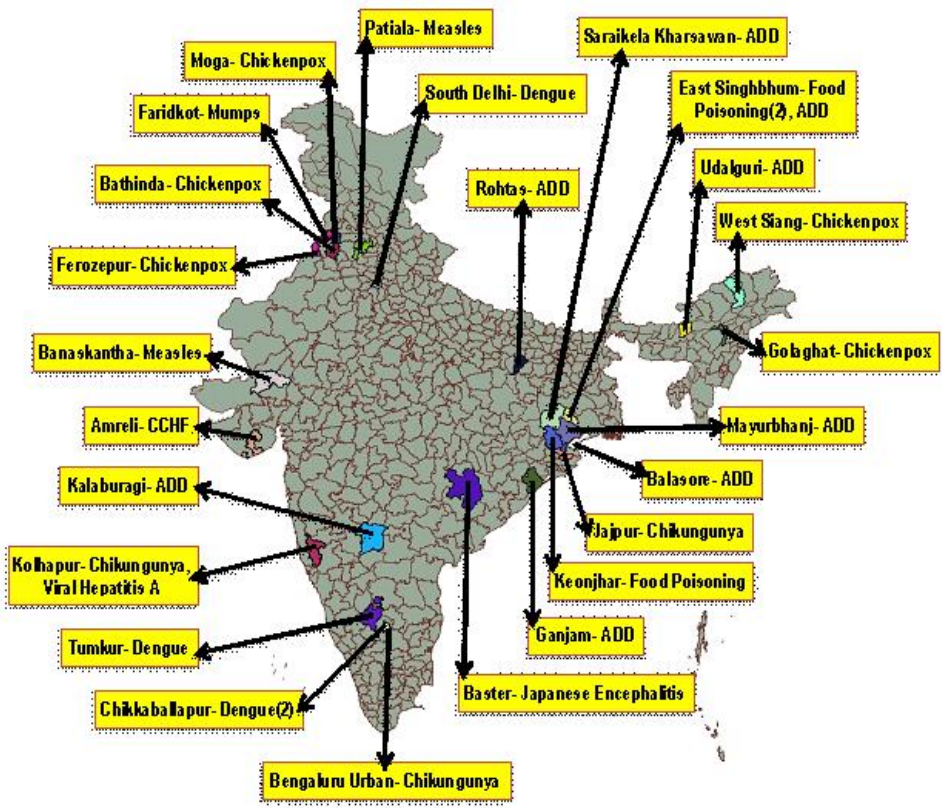 Patiala- Measles
Saraikela Kharsawan- ADD
Moga- Chickenpox
South Delhi- Dengue
East Singhbhum- Food
Poisoning(2), ADD
Faridkot- Mumps
Udalguri- ADD
Bathinda- Chickenpox
Rohtas- ADD
West Siang- Chickenpox
Ferozepur- Chickenpox
Banaskantha- Measles
Golaghat- Chickenpox
Amreli- CCHF
Mayurbhanj- ADD
Kalaburagi- ADD
Balasore- ADD
Jajpur- Chikungunya
Kolhapur- Chikungunya,
Viral Hepatitis A
Keonjhar- Food Poisoning
Ganjam- ADD
Tumkur- Dengue
Baster- Japanese Encephalitis
Chikkaballapur- Dengue(2)
Bengaluru Urban- Chikungunya